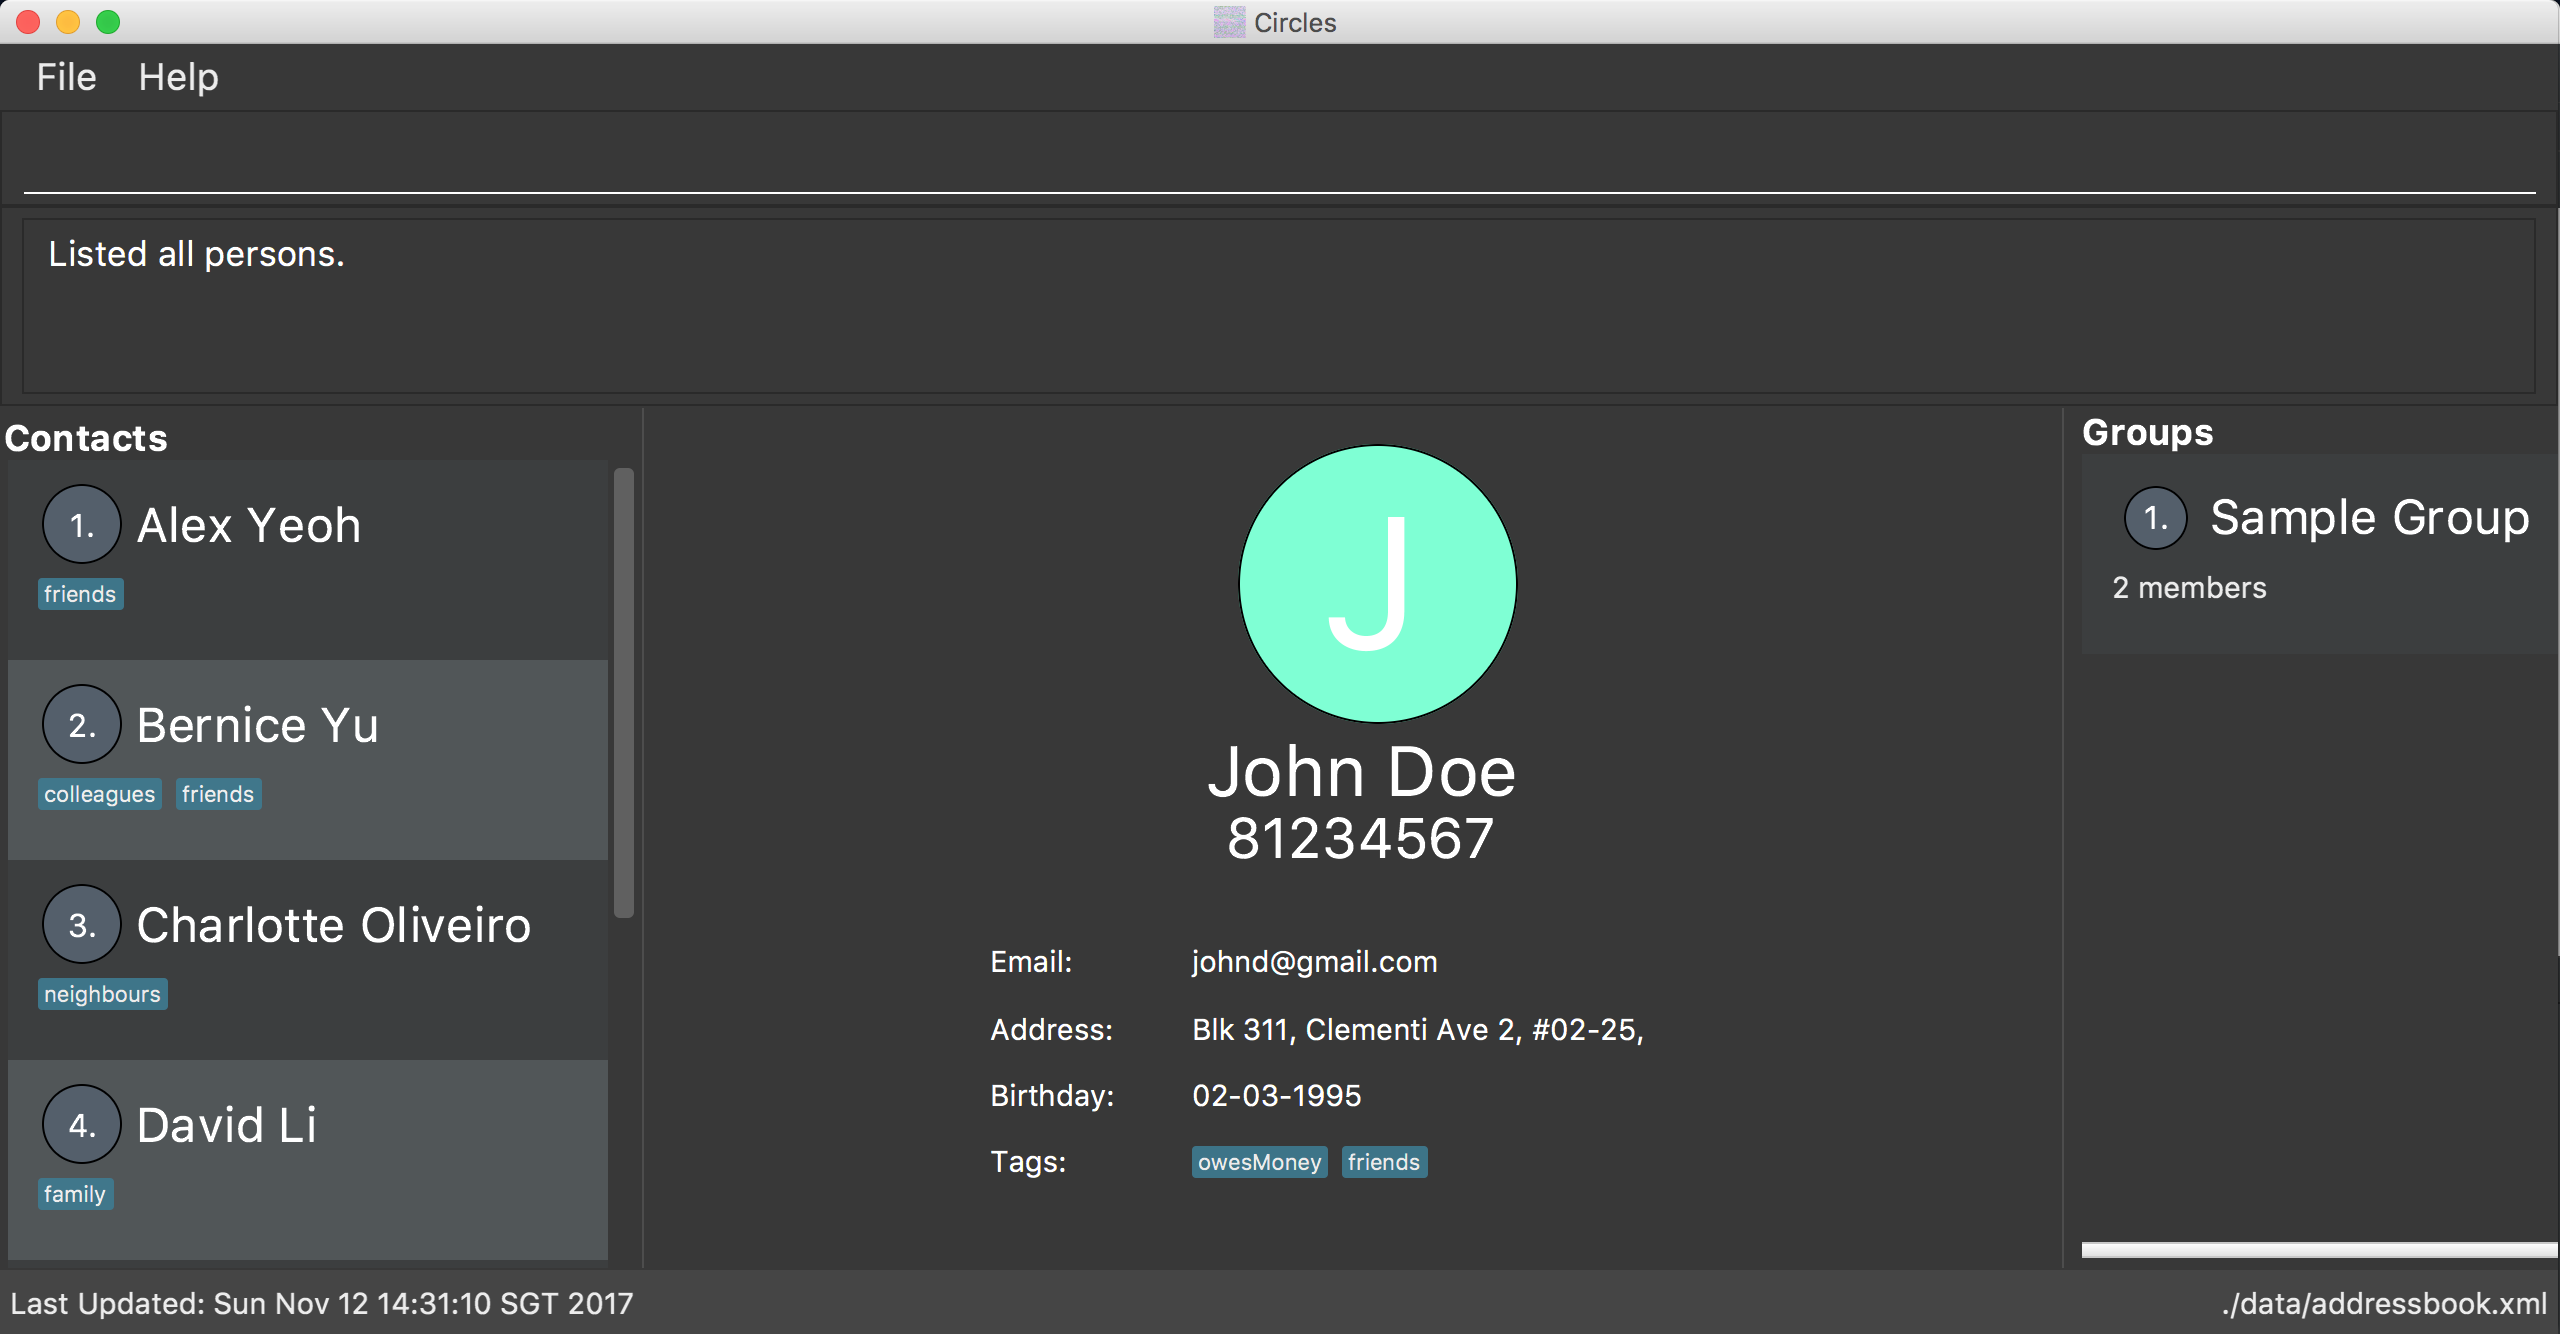 Circles
File Help
Listed all persons.
Contacts
1. Alex Yeoh
friends
2. Bernice Yu
colleagues friends
3. Charlotte Oliveiro
neighbours
4. David Li
family
J
John Doe
81234567
Email: johnd@gmail.com
Address: Blk 311, Clementi Ave 2, #02-25,
Birthday: 02-03-1995
Tags: owesMoney friends
Groups
1. Sample Group
2 members
Last Updated: Sun Nov 12 14:31:10 SGT 2017
./data/addressbook.xml